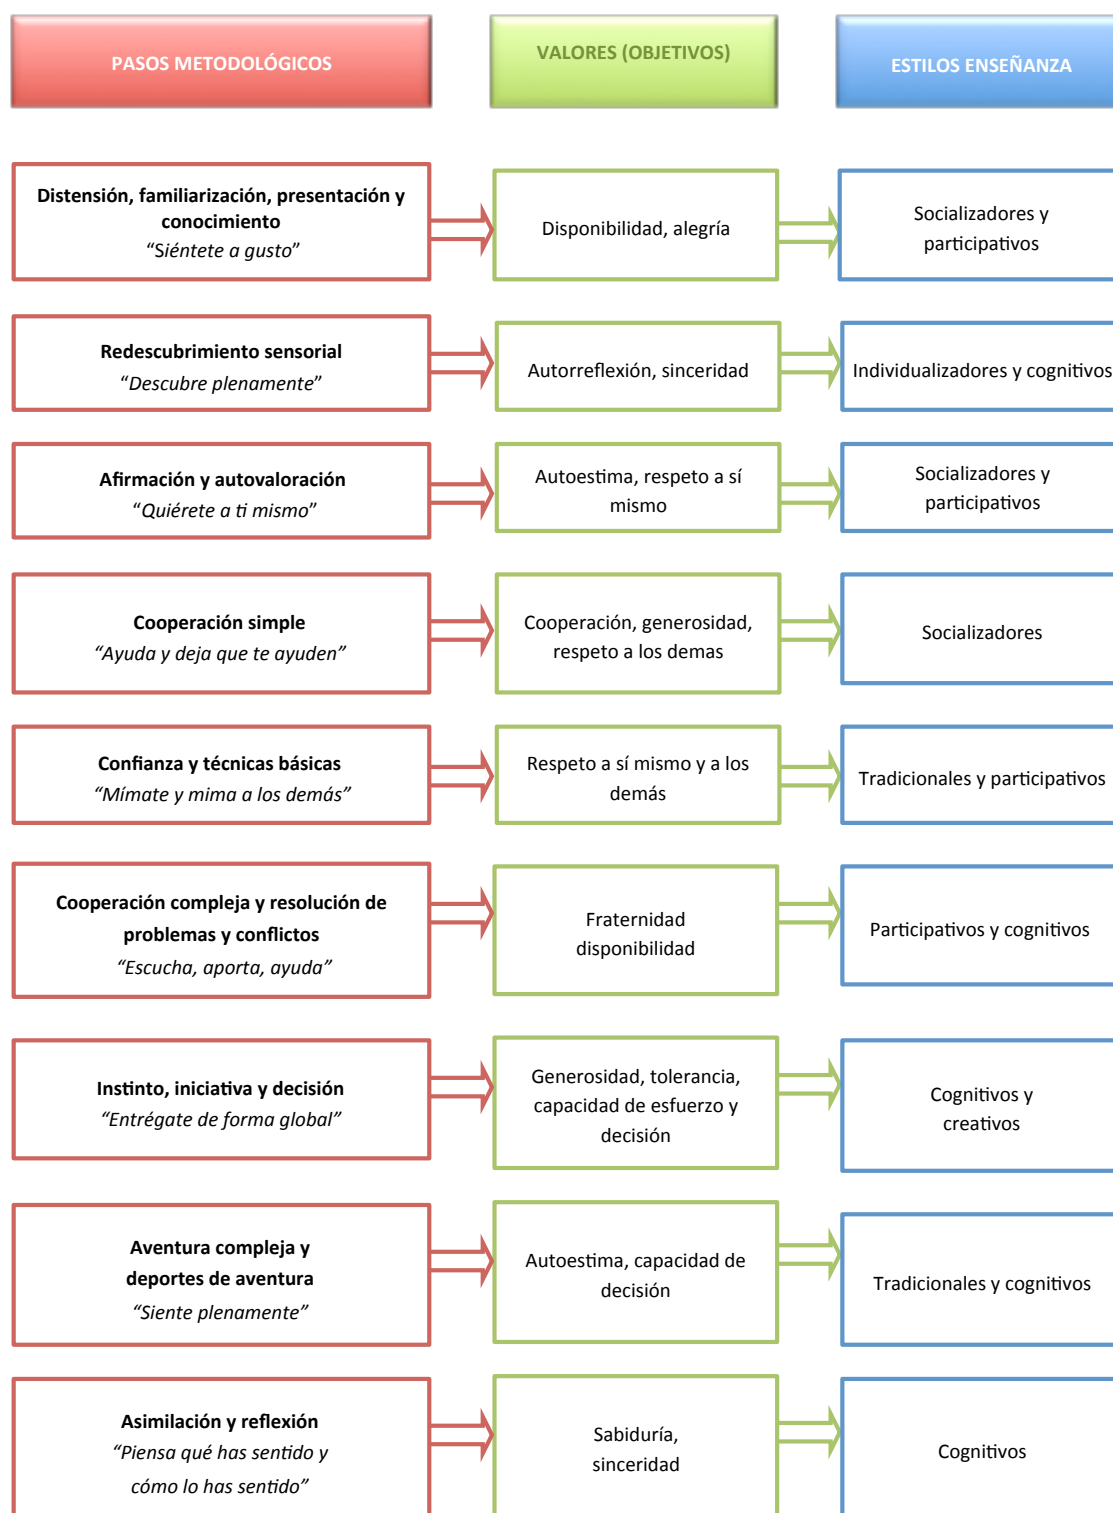 PASOS METODOLÓGICOS
VALORES (OBJETIVOS)
ESTILOS ENSEÑANZA
Distensión, familiarización, presentación y
conocimiento
“Siéntete a gusto”
Disponibilidad, alegría
Socializadores y
participativos
Redescubrimiento sensorial
“Descubre plenamente”
Autorreflexión, sinceridad
Individualizadores y cognitivos
Afirmación y autovaloración
“Quiérete a ti mismo”
Autoestima, respeto a sí
mismo
Socializadores y
participativos
Cooperación simple
“Ayuda y deja que te ayuden”
Cooperación, generosidad,
respeto a los demas
Socializadores
Confianza y técnicas básicas
“Mímate y mima a los demás”
Respeto a sí mismo y a los
demás
Tradicionales y participativos
Cooperación compleja y resolución de
problemas y conflictos
“Escucha, aporta, ayuda”
Fraternidad
disponibilidad
Participativos y cognitivos
Instinto, iniciativa y decisión
“Entrégate de forma global”
Generosidad, tolerancia,
capacidad de esfuerzo y
decisión
Cognitivos y
creativos
Aventura compleja y
deportes de aventura
“Siente plenamente”
Autoestima, capacidad de
decisión
Tradicionales y cognitivos
Asimilación y reflexión
“Piensa qué has sentido y
cómo lo has sentido”
Sabiduría,
sinceridad
Cognitivos